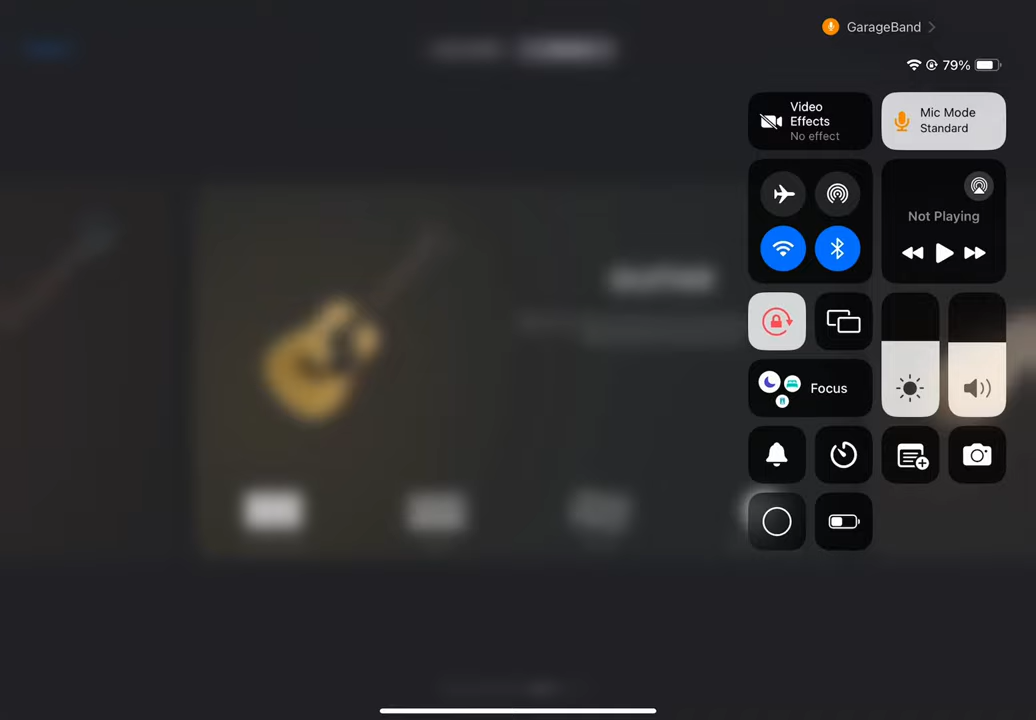 GarageBand
79%
Video
Effects
No effect
Mic Mode
Standard
Not Playing
Focus